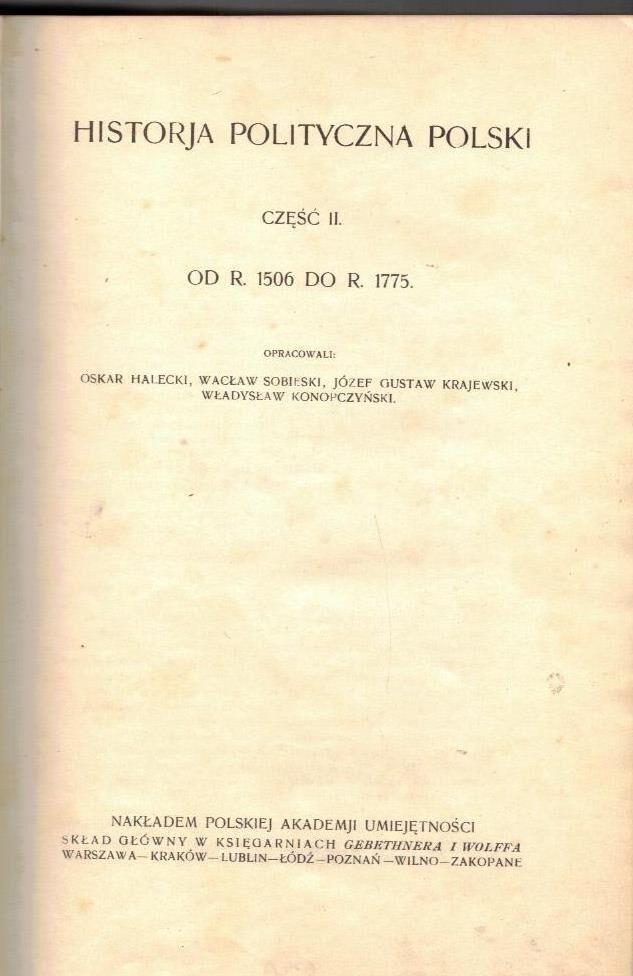 HISTORJA POLITYCZNA POLSKI
CZĘŚĆ II.
OD R. 1506 DO R. 1775.
OPRACOWALI:
OSKAR HALECKI, WACŁAW SOBIESKI, JÓZEF GUSTAW KRAJEWSKI,
WŁADYSŁAW KONOPCZYŃSKI.
NAKŁADEM POLSKIEJ AKADEMJI UMIEJĘTNOŚCI
SKŁAD GŁÓWNY W KSIĘGARNIACH GEBETHNERA I WOLFFA
WARSZAWA—KRAKÓW—LUBLIN—ŁÓDŹ—POZNAŃ—WILNO—ZAKOPANE